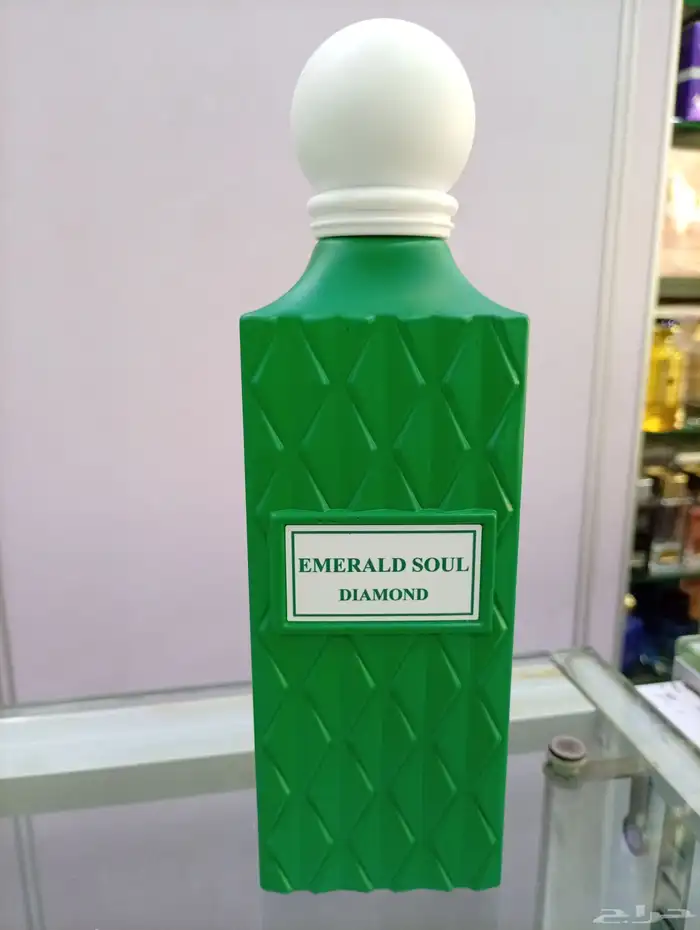 EMERALD SOUL
DIAMOND
حراج